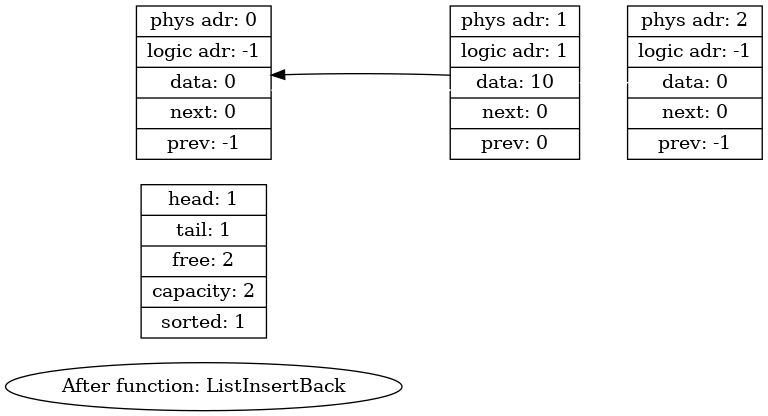 phys adr: 0
logic adr: -1
data: 0
next: 0
prev: -1
phys adr: 1
logic adr: 1
data: 10
next: 0
prev: 0
phys adr: 2
logic adr: -1
data: 0
next: 0
prev: -1
head: 1
tail: 1
free: 2
capacity: 2
sorted: 1
After function: ListInsertBack